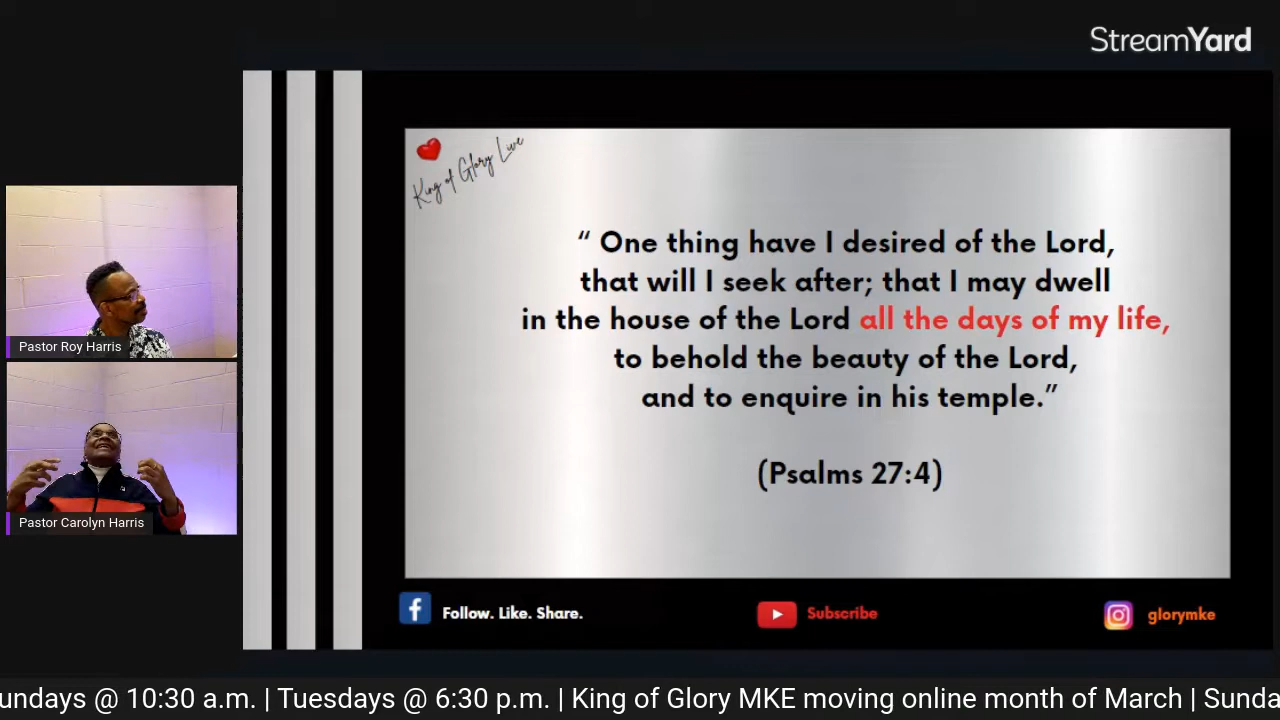 StreamYard
King of Glory Live
“ One thing have I desired of the Lord,
that will I seek after; that I may dwell
in the house of the Lord all the days of my life,
to behold the beauty of the Lord,
and to enquire in his temple.”
(Psalms 27:4)
Pastor Roy Harris
Pastor Carolyn Harris
Follow. Like. Share.
Subscribe
glorymke
undays @ 10:30 a.m. | Tuesdays @ 6:30 p.m. | King of Glory MKE moving online month of March | Sunda